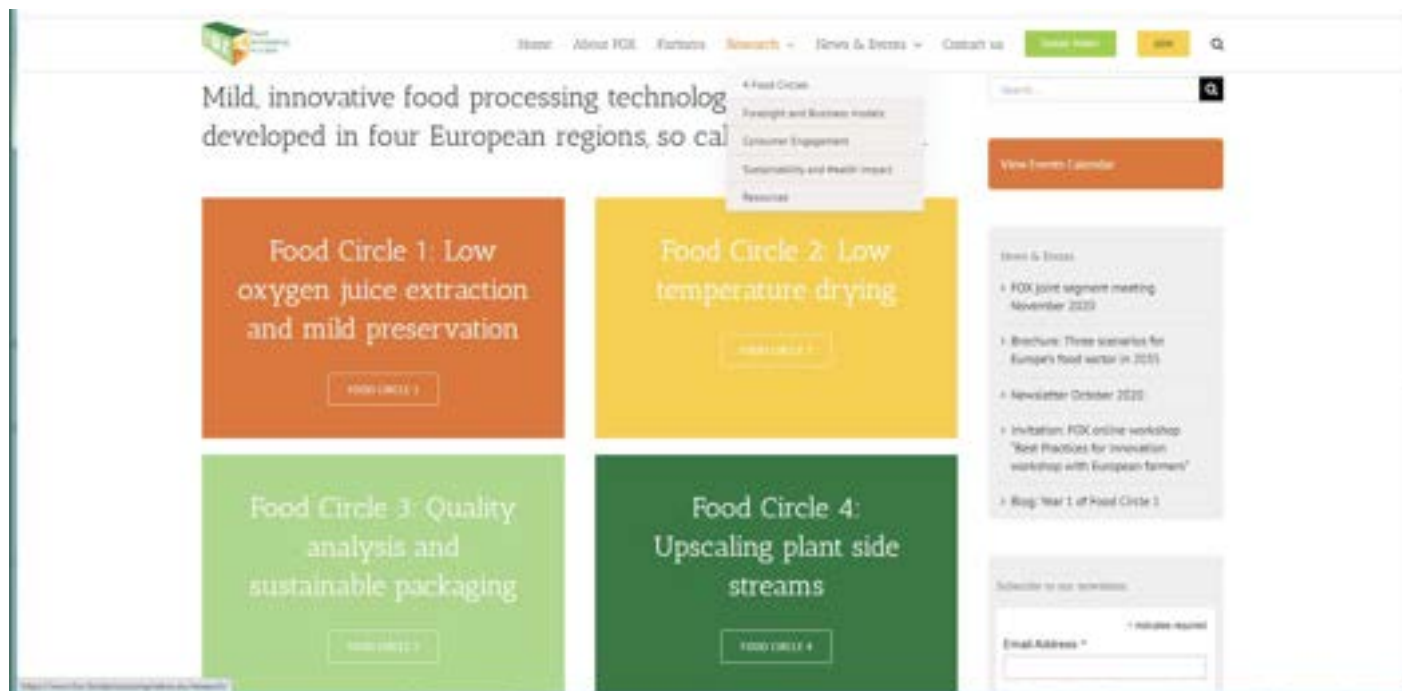 Home About FOX Partners Research News & Events Contact us
Mild, innovative food processing technolog
developed in four European regions, so cal
4 Food Circles
Foresight and Business models
Consumer Engagement
Sustainability and Health Impact
Resources
Search...
View Events Calendar
Food Circle 1: Low
oxygen juice extraction
and mild preservation
FOOD CIRCLE 1
Food Circle 2: Low
temperature drying
FOOD CIRCLE 2
News & Events
FOX joint segment meeting
November 2020
Brochure: Three scenarios for
Europe's food sector in 2035
Newsletter October 2020
Invitation: FOX online workshop
"Best Practices for innovation
workshop with European farmers"
Blog: Year 1 of Food Circle 1
Food Circle 3: Quality
analysis and
sustainable packaging
FOOD CIRCLE 3
Food Circle 4:
Upscaling plant side
streams
FOOD CIRCLE 4
Subscribe to our newsletter
* indicates required
Email Address *